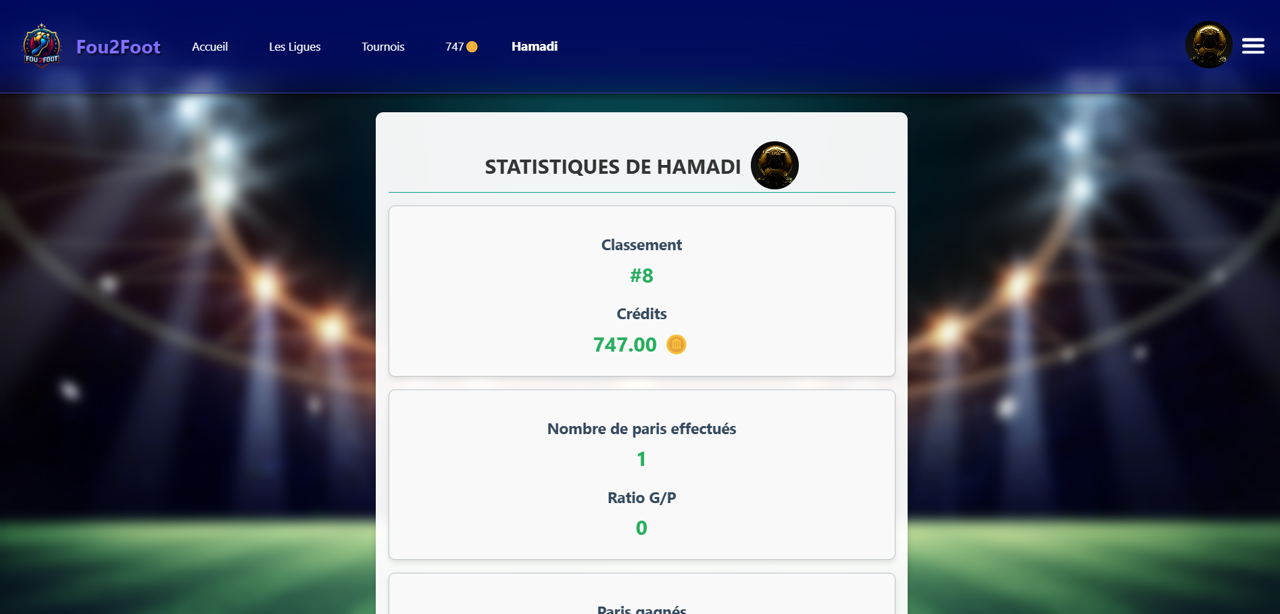 FOU2FOOT
Fou2Foot
Accueil
Les Ligues
Tournois
747
Hamadi
STATISTIQUES DE HAMADI
Classement
#8
Crédits
747.00
Nombre de paris effectués
1
Ratio G/P
0
Paris gagnés